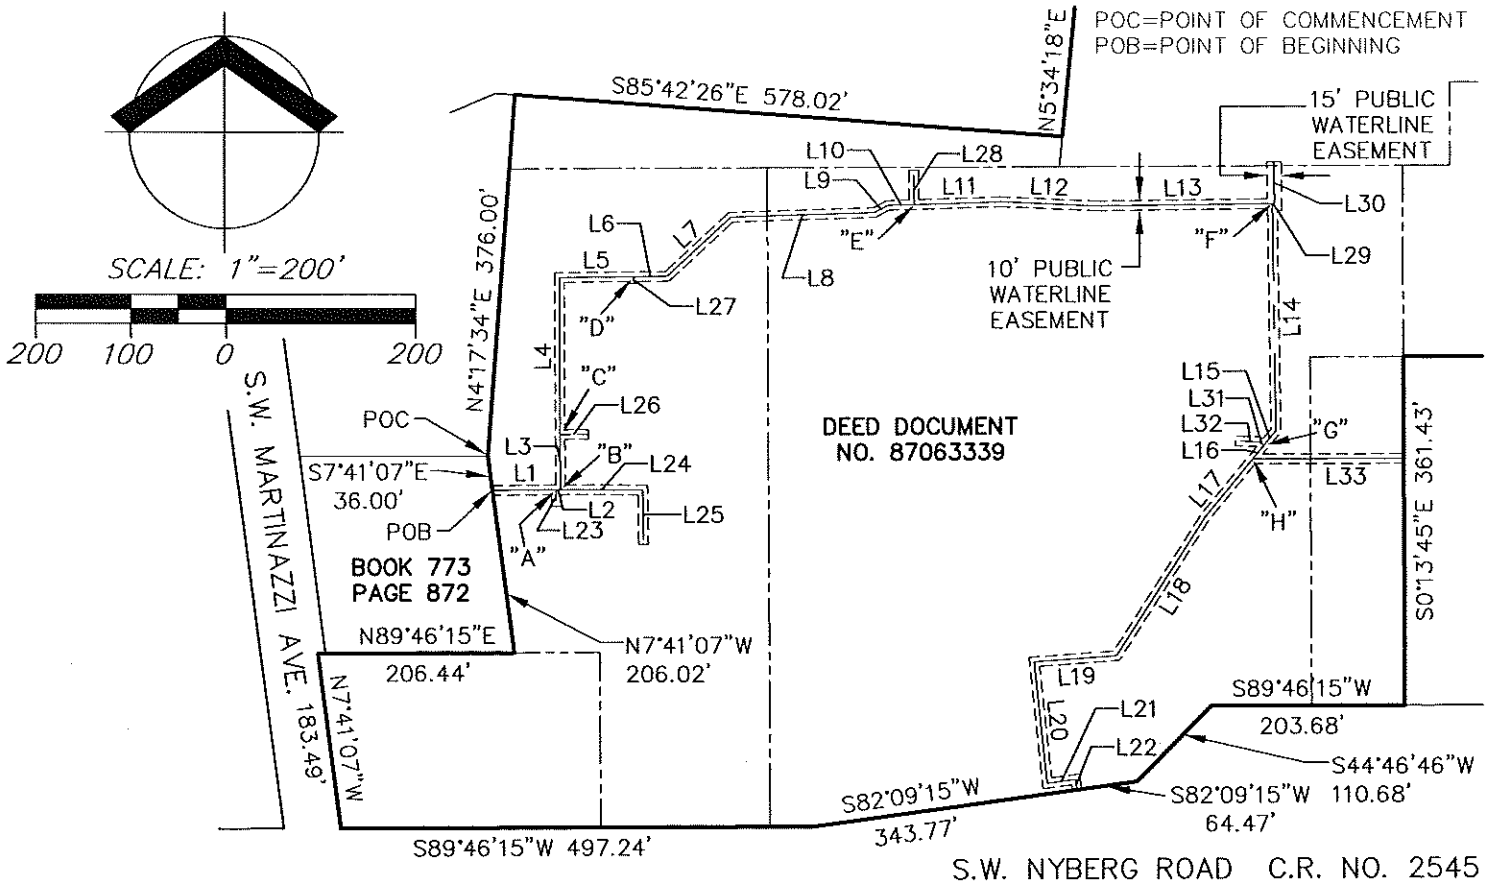 POC=POINT OF COMMENCEMENT
POB=POINT OF BEGINNING
N5°34'18"E
S85°42'26"E 578.02'
15' PUBLIC
WATERLINE
EASEMENT
L10
L28
L9
L11
L12
L13
L30
L6
L7
L5
"E"
"F"
L29
L8
10' PUBLIC
WATERLINE
EASEMENT
SCALE: 1"=200'
200 100 0 200
N4°17'34"E 376.00'
L27
"D"
L4
"C"
L14
L15
L31
L32
L16
"G"
L26
POC
DEED DOCUMENT
NO. 87063339
L3
"B"
L24
L1
S7°41'07"E
36.00'
L33
L17
"H"
L2
L25
POB
L23
"A"
S.W. MARTINAZZI AVE.
BOOK 773
PAGE 872
S0°13'45"E 361.43'
L18
N89°46'15"E
206.44'
N7°41'07"W
206.02'
L19
N7°41'07"W
183.49'
L20
L21
L22
S89°46'15"W
203.68'
S44°46'46"W
110.68'
S82°09'15"W
64.47'
S82°09'15"W
343.77'
S89°46'15"W 497.24'
S.W. NYBERG ROAD C.R. NO. 2545